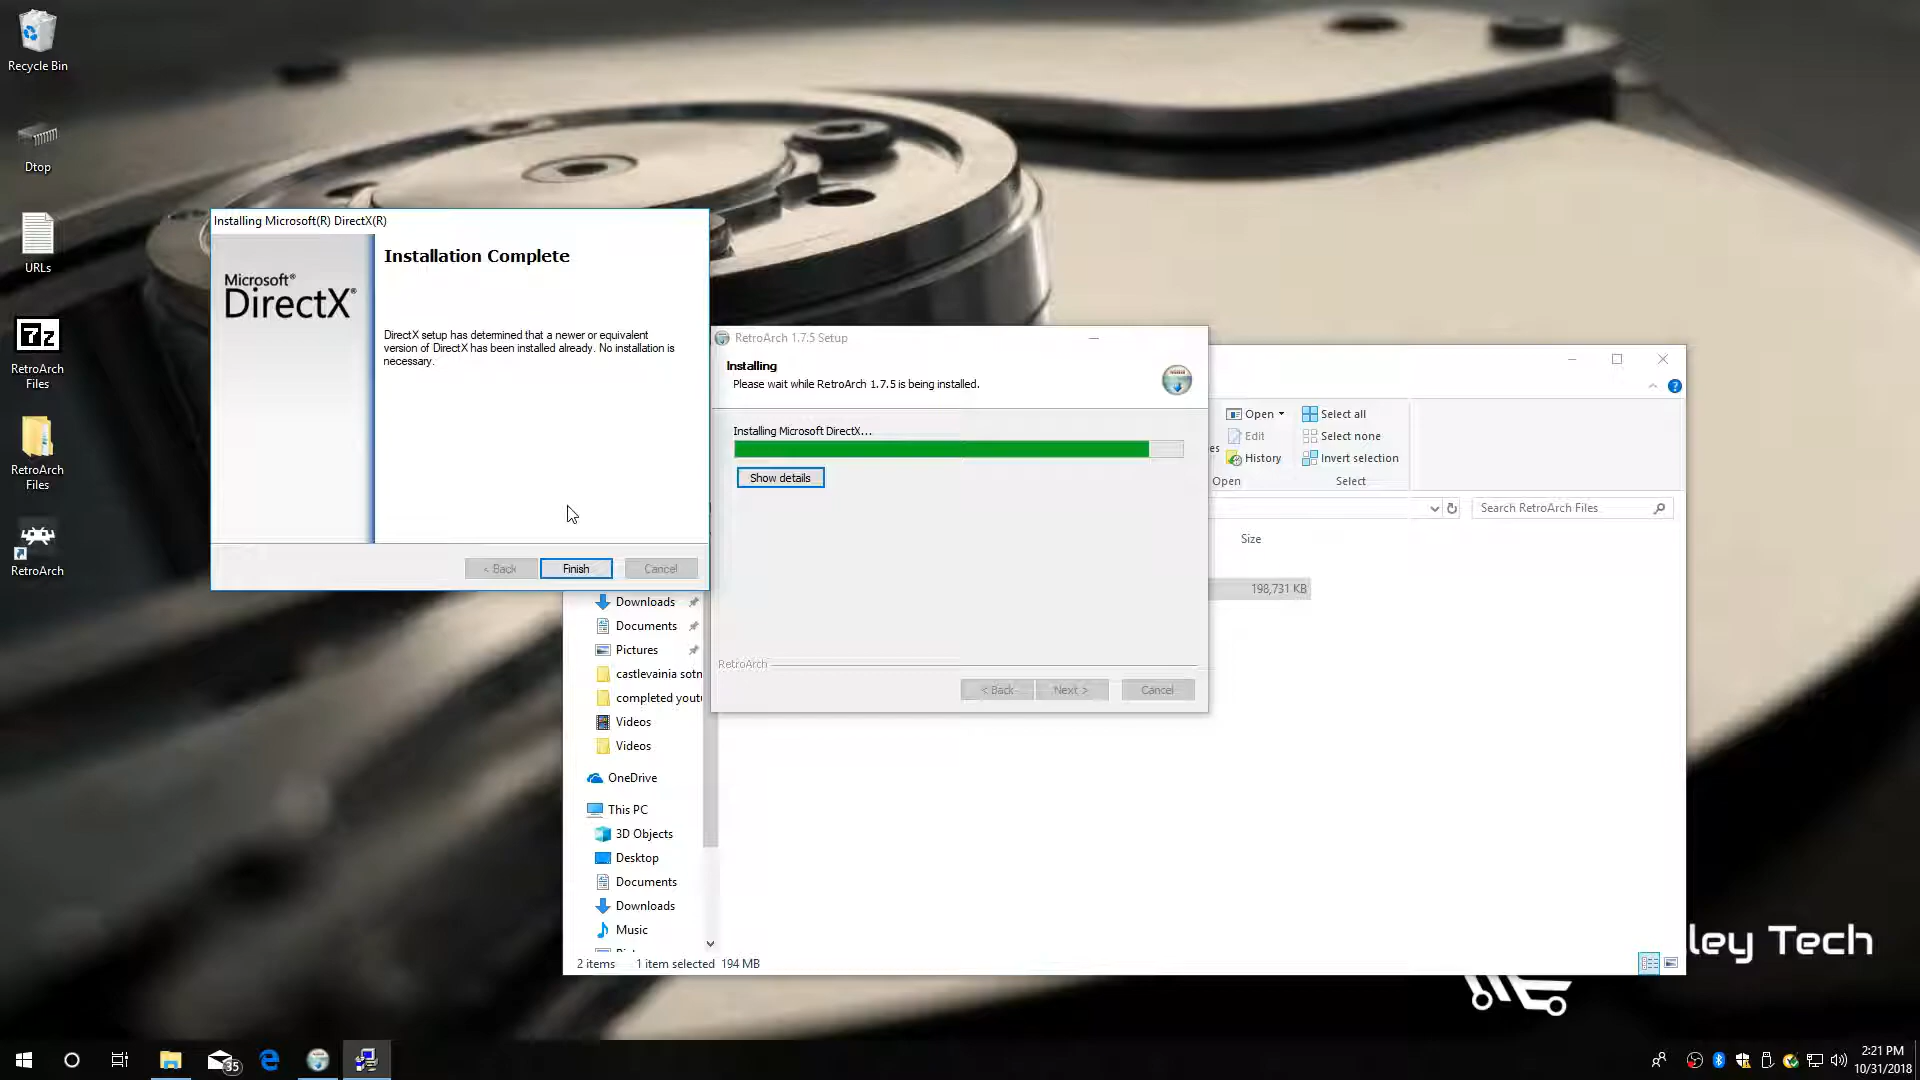 Recycle Bin
Dtop
URLs
RetroArch
Files
RetroArch
Files
RetroArch
Installing Microsoft(R) DirectX(R)
Microsoft®
DirectX®
Installation Complete
DirectX setup has determined that a newer or equivalent
version of DirectX has been installed already. No installation is
necessary.
< Back
Finish
Cancel
RetroArch 1.7.5 Setup
Installing
Please wait while RetroArch 1.7.5 is being installed.
Installing Microsoft DirectX...
Show details
RetroArch
< Back
Next >
Cancel
Open
Edit
History
Open
Select all
Select none
Invert selection
Select
es
Search RetroArch Files
Size
198,731 KB
Downloads
Documents
Pictures
castlevainia sotn
completed yout
Videos
Videos
OneDrive
This PC
3D Objects
Desktop
Documents
Downloads
Music
2 items 1 item selected 194 MB
ley Tech
35
2:21 PM
10/31/2018